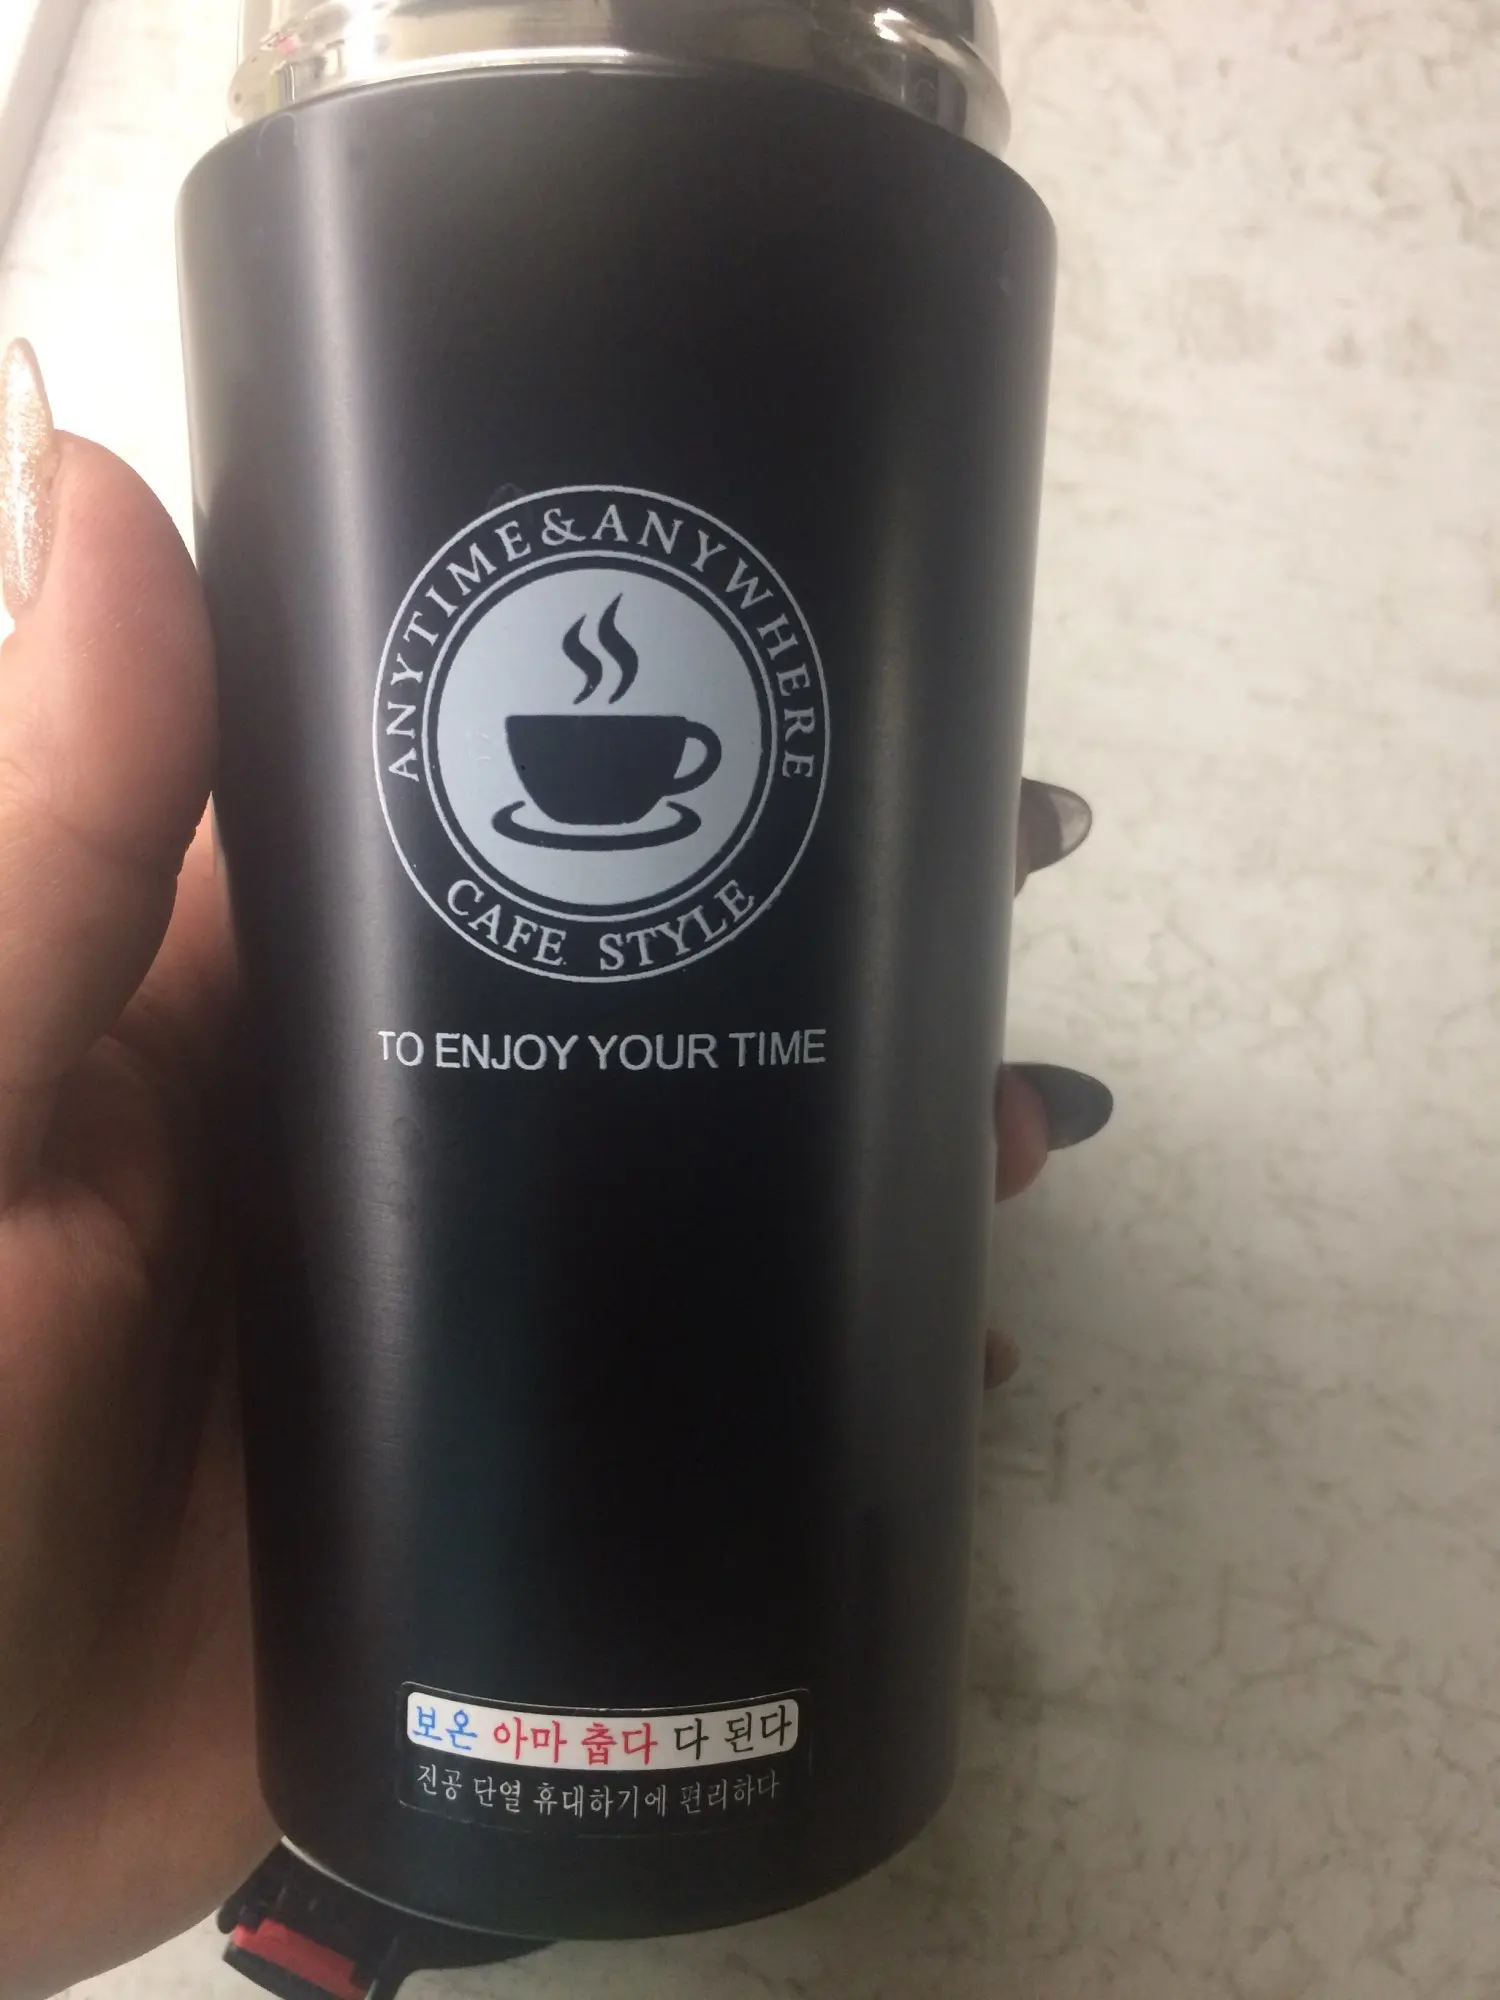 ANYTIME & ANYWHERE
CAFE STYLE
TO ENJOY YOUR TIME
보온 아마 춥다 다 된다
진공 단열 휴대하기에 편리하다